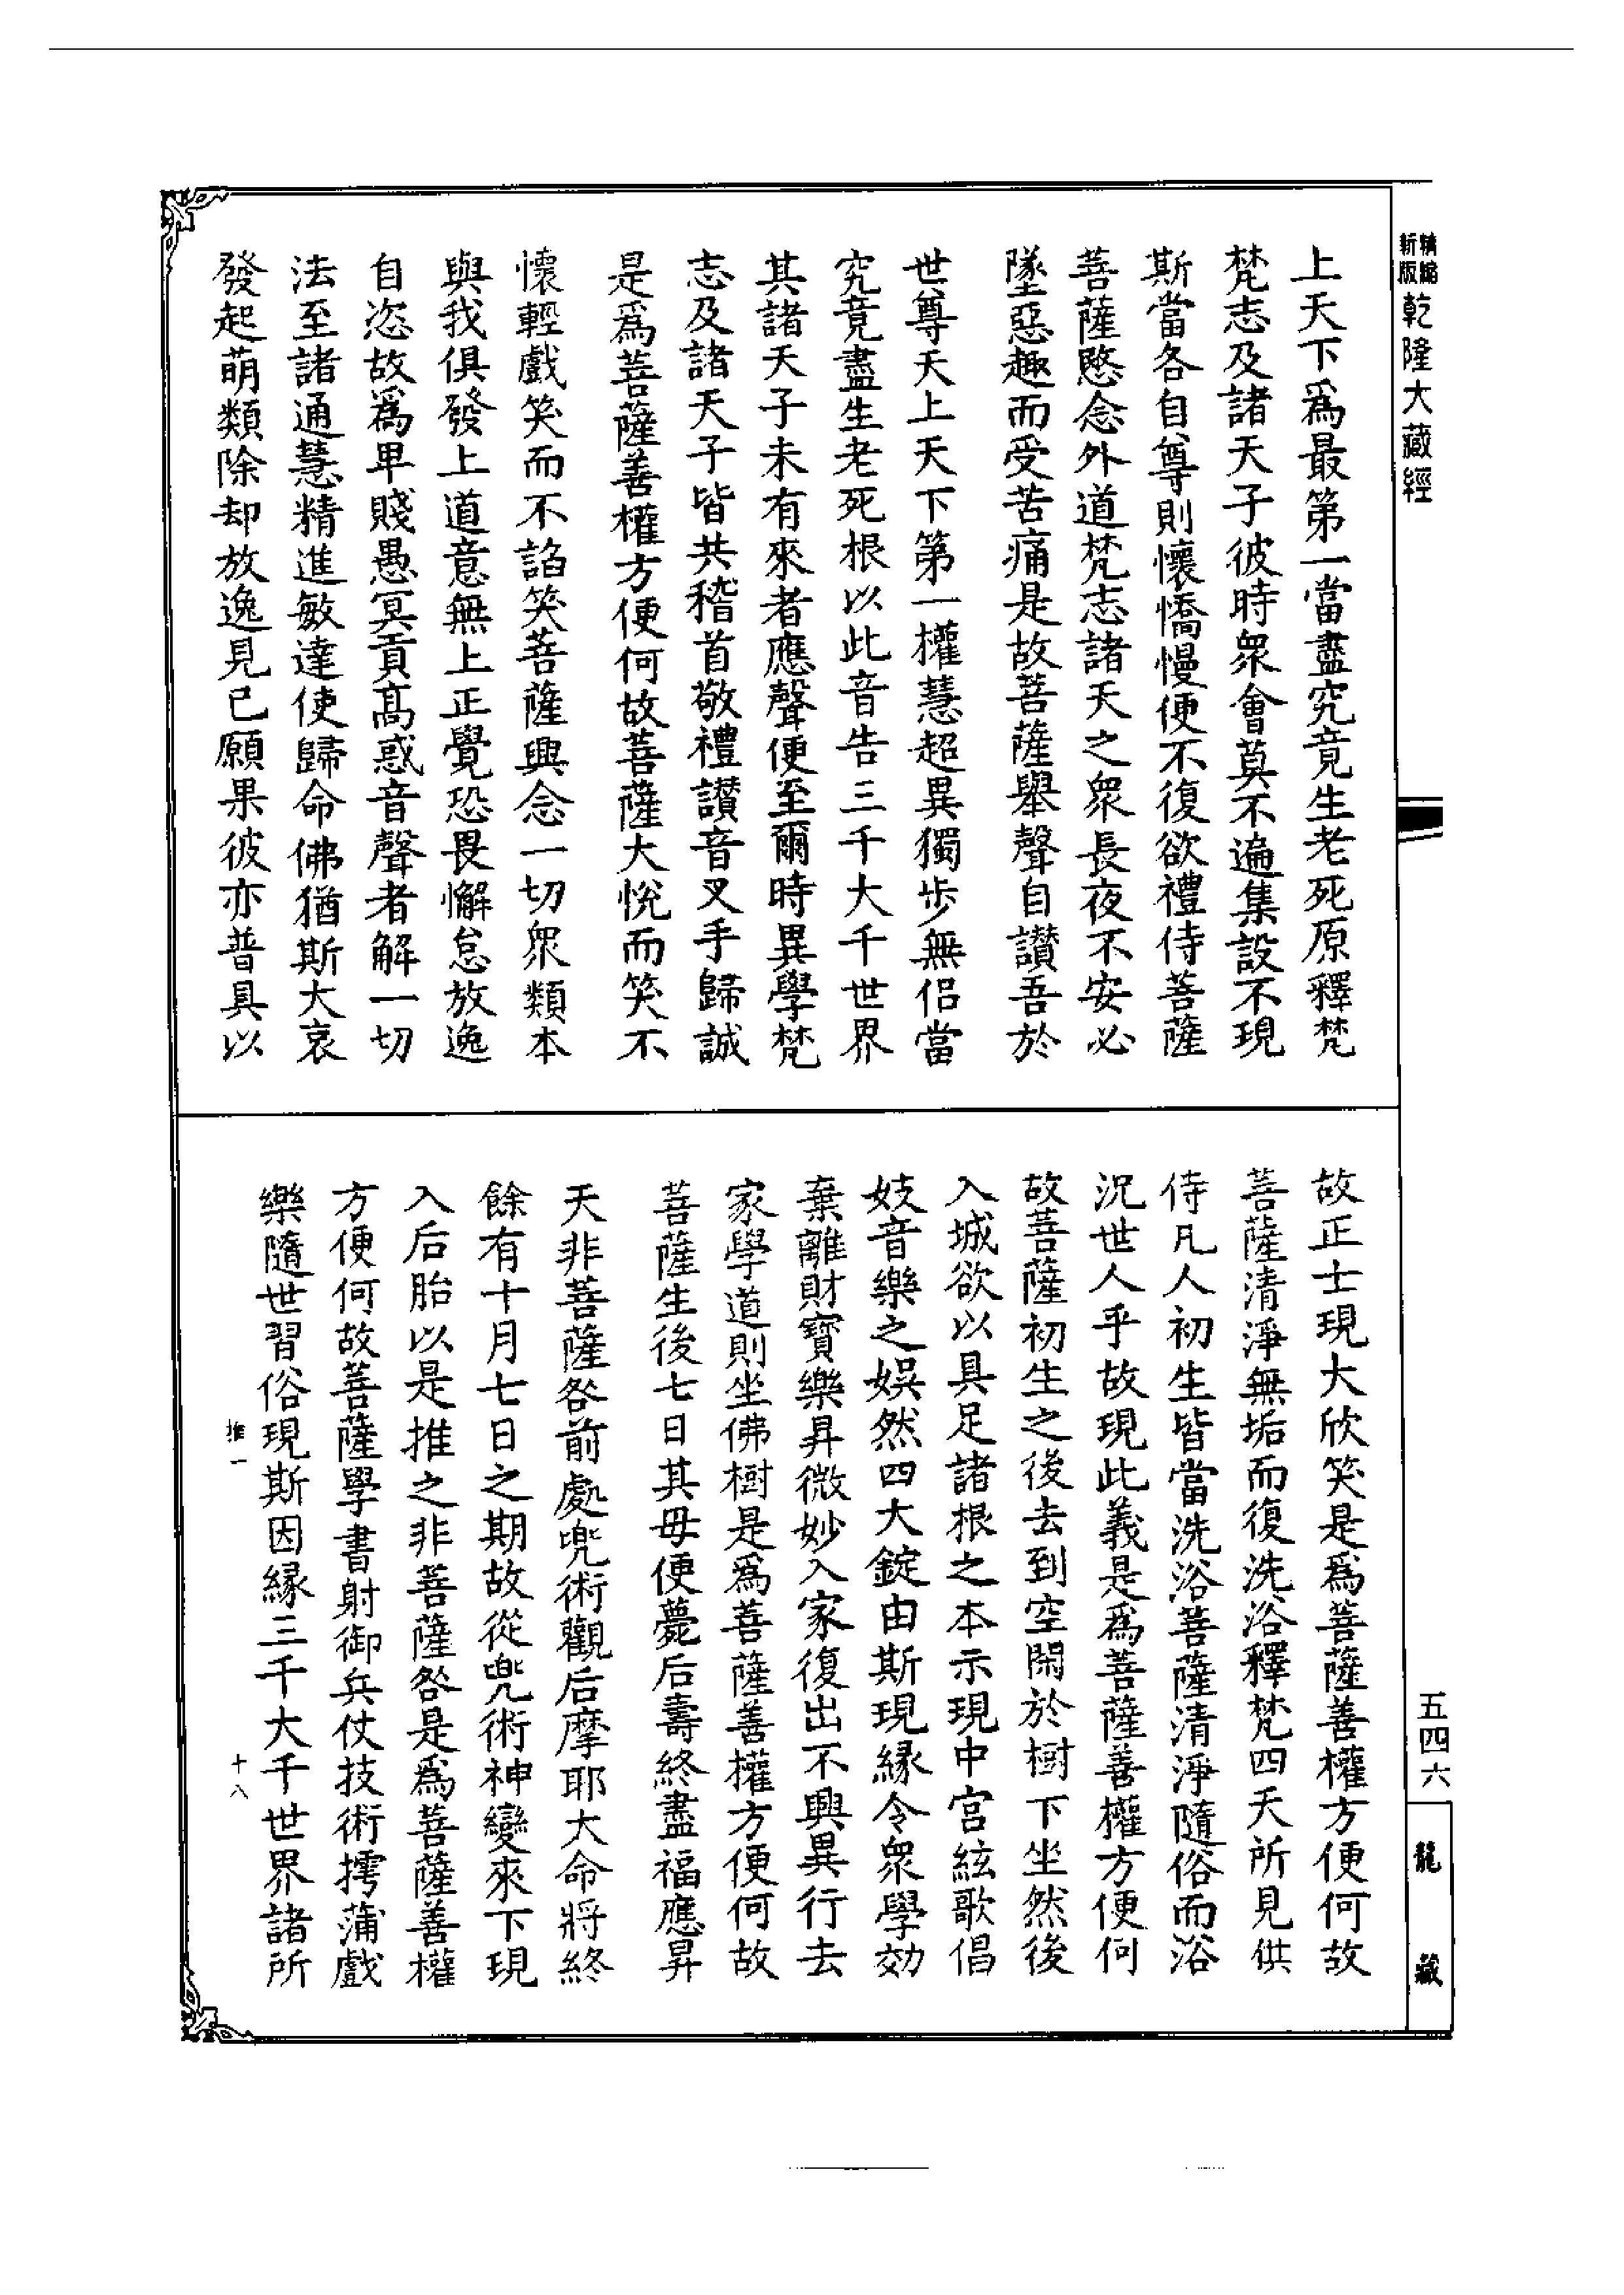 精縮
新版
乾隆大藏經
上天下爲最第一當盡究竟生老死原釋梵
梵志及諸天子彼時衆會莫不遍集設不現
斯當各自尊則懷憍慢便不復欲禮侍菩薩
菩薩愍念外道梵志諸天之衆長夜不安必
墜惡趣而受苦痛是故菩薩舉聲自讃吾於
世尊天上天下第一權慧超異獨步無侶當
究竟盡生老死根以此音告三千大千世界
其諸天子未有來者應聲便至爾時異學梵
志及諸天子皆共稽首敬禮讃音叉手歸誠
是爲菩薩善權方便何故菩薩大悅而笑不
懷輕戲笑而不諂笑菩薩興念一切衆類本
與我俱發上道意無上正覺恐畏懈怠放逸
自恣故爲卑賤愚冥貢高惑音聲者解一切
法至諸通慧精進敏達使歸命佛猶斯大哀
發起萌類除却放逸見已願果彼亦普具以
故正士現大欣笑是爲菩薩善權方便何故
菩薩清淨無垢而復洗浴釋梵四天所見供
侍凡人初生皆當洗浴菩薩清淨隨俗而浴
況世人乎故現此義是爲菩薩善權方便何
故菩薩初生之後去到空閑於樹下坐然後
入城欲以具足諸根之本示現中宮絃歌倡
妓音樂之娛然四大錠由斯現縁令衆學効
棄離財寶樂昇微妙入家復出不興異行去
家學道則坐佛樹是爲菩薩善權方便何故
菩薩生後七日其母便薨后壽終盡福應昇
天非菩薩咎前處兜術觀后摩耶大命將終
餘有十月七日之期故從兜術神變來下現
入后胎以是推之非菩薩咎是爲菩薩善權
方便何故菩薩學書射御兵仗技術摴蒲戲
樂隨世習俗現斯因縁三千大千世界諸所
推一
十八
五四六
龍藏